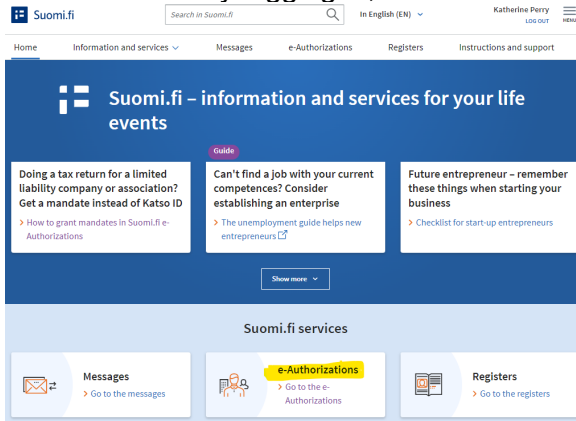 Suomi.fi
Search in Suomi.fi
In English (EN)
Katherine Perry
LOG OUT
MENU
Home
Information and services
Messages
e-Authorizations
Registers
Instructions and support
Suomi.fi – information and services for your life
events
Guide
Doing a tax return for a limited
liability company or association?
Get a mandate instead of Katso ID
How to grant mandates in Suomi.fi e-
Authorizations
Can't find a job with your current
competences? Consider
establishing an enterprise
The unemployment guide helps new
entrepreneurs
Future entrepreneur – remember
these things when starting your
business
Checklist for start-up entrepreneurs
Show more
Suomi.fi services
Messages
Go to the messages
e-Authorizations
Go to the e-
Authorizations
Registers
Go to the registers